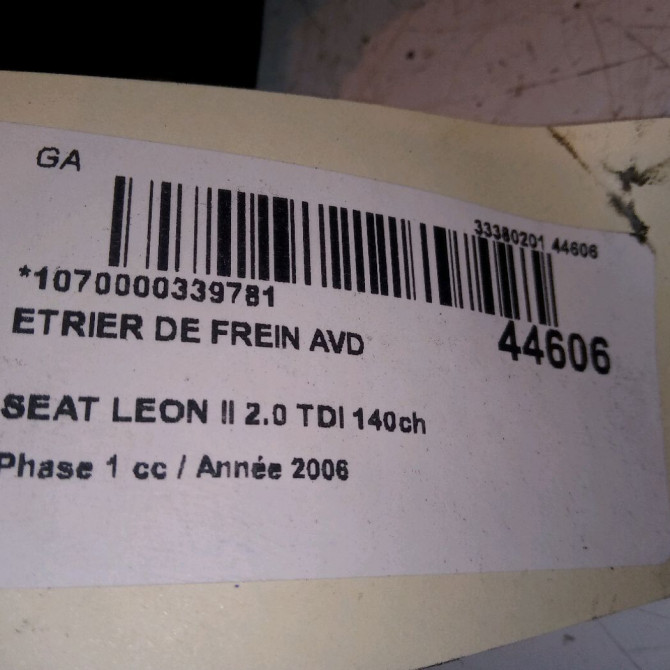 GA
33380201 44606
*1070000339781
44606
ETRIER DE FREIN AVD
SEAT LEON II 2.0 TDI 140ch
Phase 1 cc / Année 2006